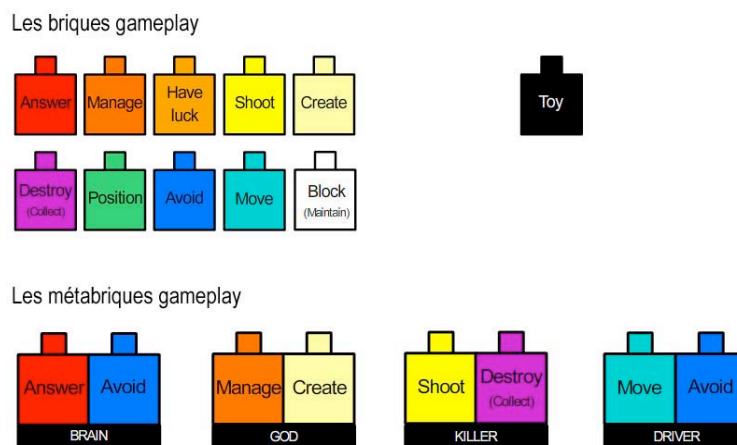 Les briques gameplay
Answer Manage Have luck Shoot Create Toy
Destroy (Collect) Position Avoid Move Block (Maintain)
Les métabriques gameplay
Answer Avoid Manage Create Shoot Destroy (Collect) Move Avoid
BRAIN GOD KILLER DRIVER